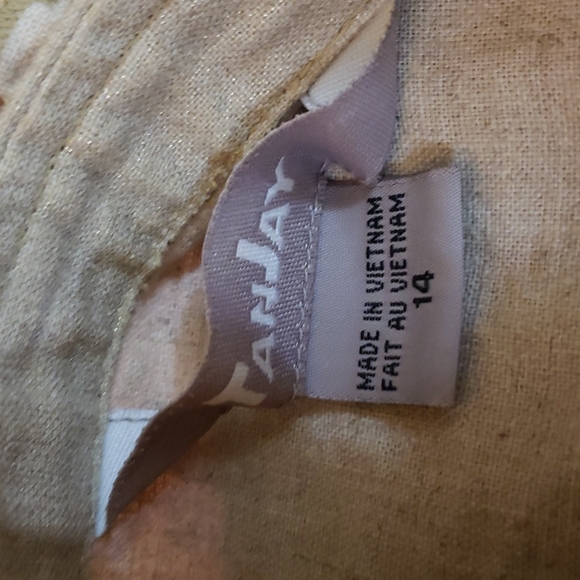 TANJAY
MADE IN VIETNAM
FAIT AU VIETNAM
14